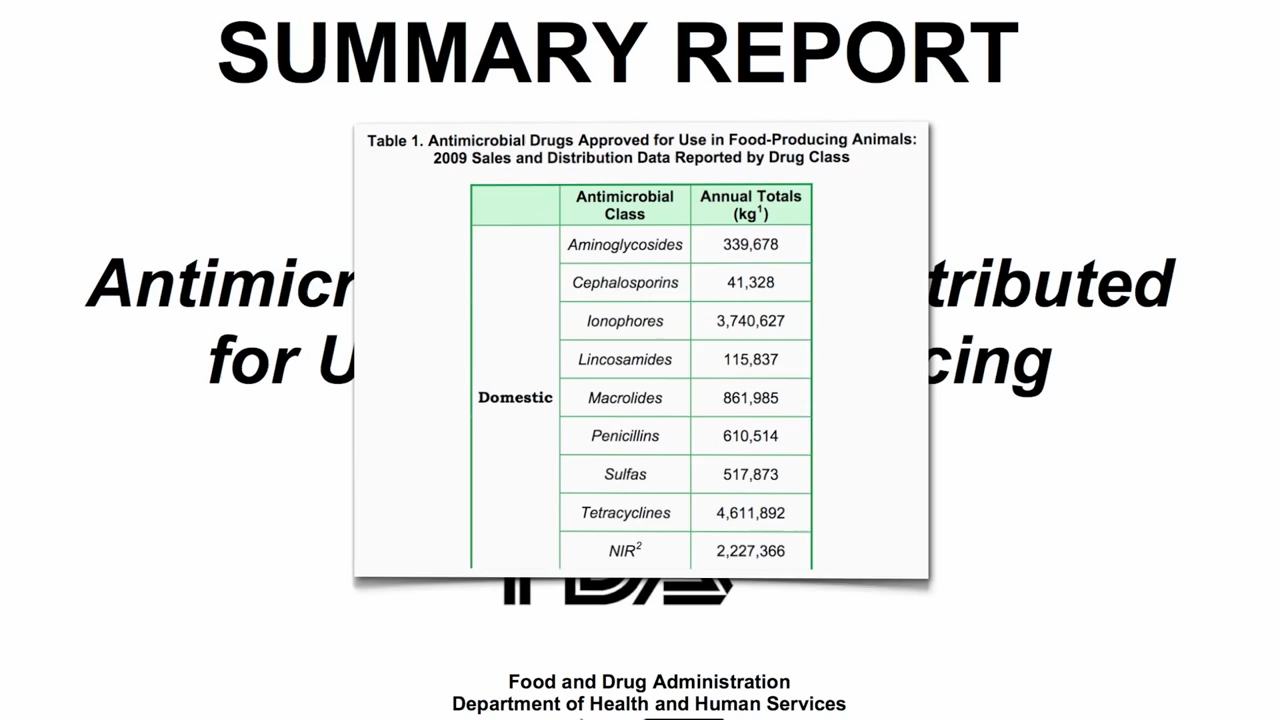 SUMMARY REPORT
Table 1. Antimicrobial Drugs Approved for Use in Food-Producing Animals:
2009 Sales and Distribution Data Reported by Drug Class
Antimicrobial Class Annual Totals (kg1)
Domestic
Aminoglycosides 339,678
Cephalosporins 41,328
Ionophores 3,740,627
Lincosamides 115,837
Macrolides 861,985
Penicillins 610,514
Sulfas 517,873
Tetracyclines 4,611,892
NIR2 2,227,366
for
Food and Drug Administration
Department of Health and Human Services